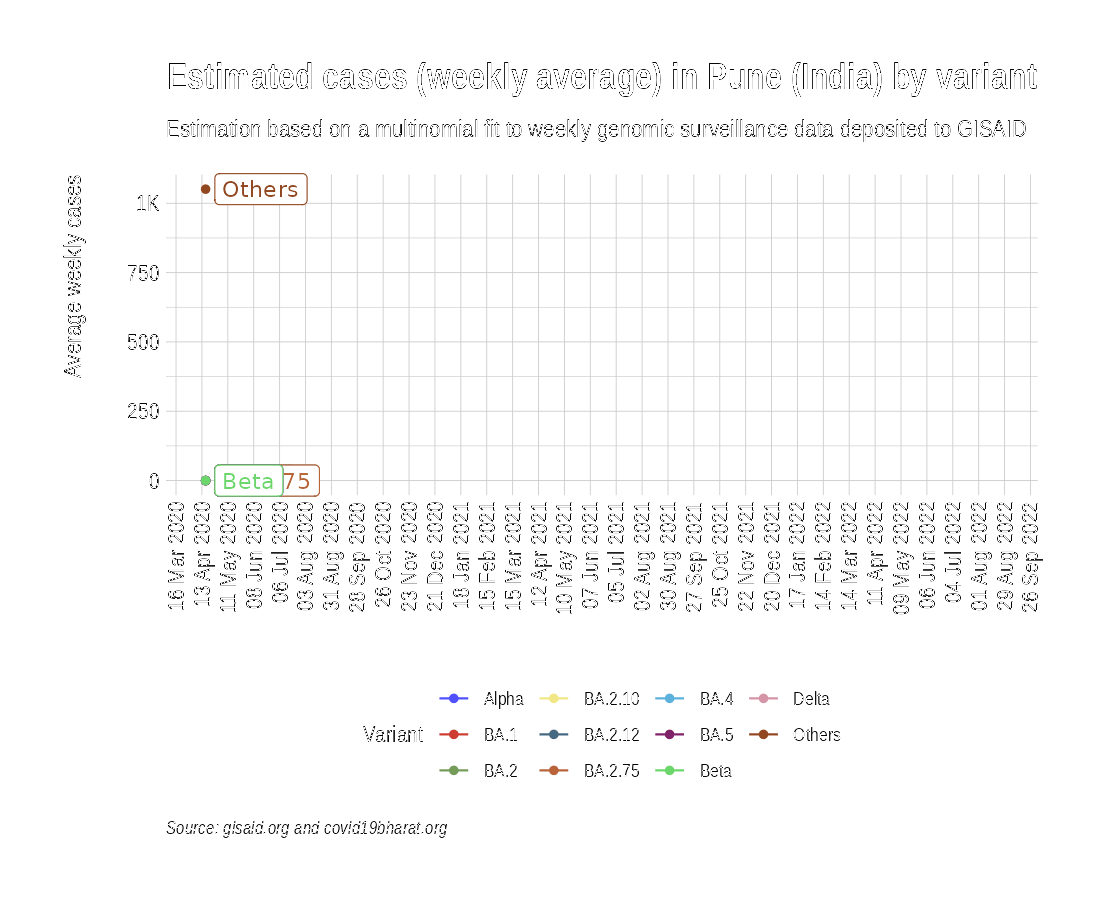 Estimated cases (weekly average) in Pune (India) by variant
Estimation based on a multinomial fit to weekly genomic surveillance data deposited to GISAID
Average weekly cases
1K
750
500
250
0
Others
Beta 75
16 Mar 2020
13 Apr 2020
11 May 2020
08 Jun 2020
06 Jul 2020
03 Aug 2020
31 Aug 2020
28 Sep 2020
26 Oct 2020
23 Nov 2020
21 Dec 2020
18 Jan 2021
15 Feb 2021
15 Mar 2021
12 Apr 2021
10 May 2021
07 Jun 2021
05 Jul 2021
02 Aug 2021
30 Aug 2021
27 Sep 2021
25 Oct 2021
22 Nov 2021
20 Dec 2021
17 Jan 2022
14 Feb 2022
14 Mar 2022
11 Apr 2022
09 May 2022
06 Jun 2022
04 Jul 2022
01 Aug 2022
29 Aug 2022
26 Sep 2022
Alpha BA.2.10 BA.4 Delta
Variant BA.1 BA.2.12 BA.5 Others
BA.2 BA.2.75 Beta
Source: gisaid.org and covid19bharat.org